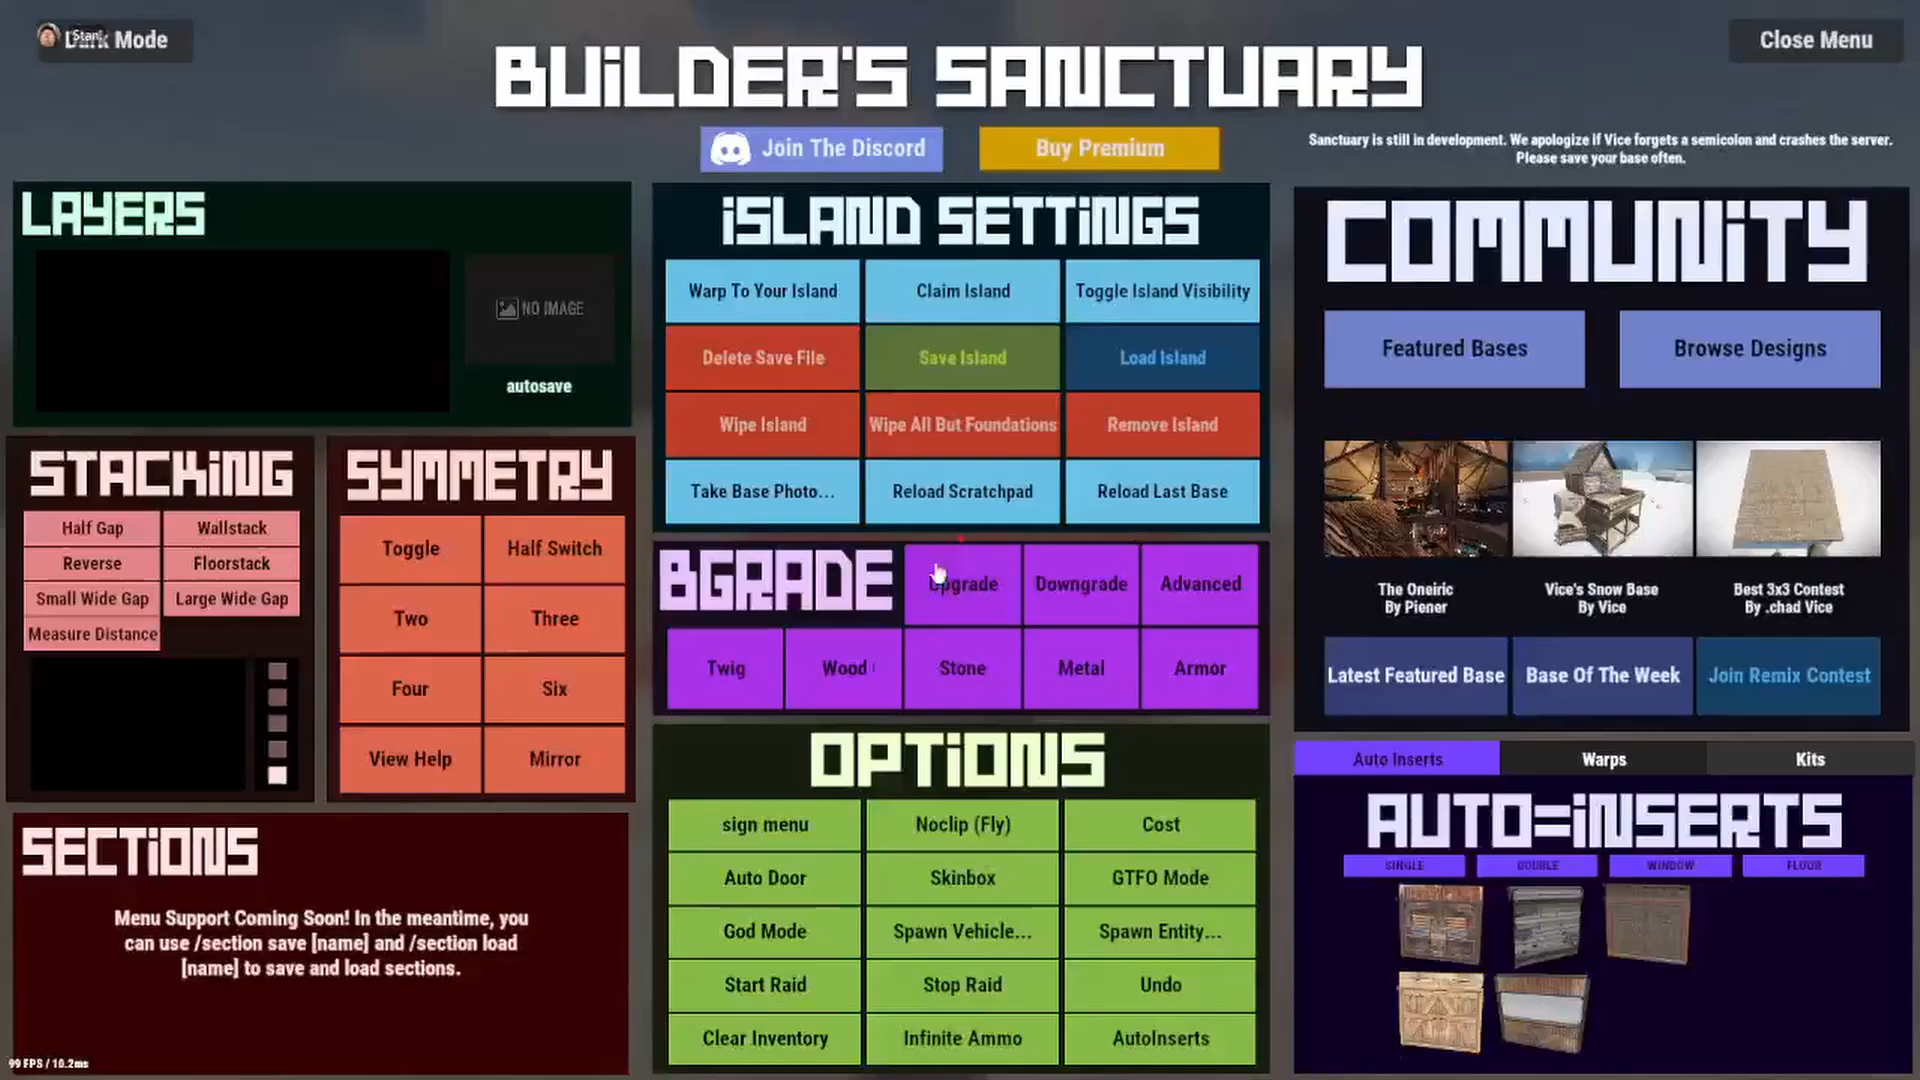 Dark Mode
Stan
Close Menu
BUILDER'S SANCTUARY
Join The Discord
Buy Premium
Sanctuary is still in development. We apologize if Vice forgets a semicolon and crashes the server.
Please save your base often.
LAYERS
NO IMAGE
autosave
STACKING
Half Gap
Wallstack
Reverse
Floorstack
Small Wide Gap
Large Wide Gap
Measure Distance
SYMMETRY
Toggle
Half Switch
Two
Three
Four
Six
View Help
Mirror
SECTIONS
Menu Support Coming Soon! In the meantime, you
can use /section save [name] and /section load
[name] to save and load sections.
99 FPS / 10.2ms
ISLAND SETTINGS
Warp To Your Island
Claim Island
Toggle Island Visibility
Delete Save File
Save Island
Load Island
Wipe Island
Wipe All But Foundations
Remove Island
Take Base Photo...
Reload Scratchpad
Reload Last Base
BGRADE
Upgrade
Downgrade
Advanced
Twig
Wood
Stone
Metal
Armor
OPTIONS
sign menu
Noclip (Fly)
Cost
Auto Door
Skinbox
GTFO Mode
God Mode
Spawn Vehicle...
Spawn Entity...
Start Raid
Stop Raid
Undo
Clear Inventory
Infinite Ammo
AutoInserts
COMMUNITY
Featured Bases
Browse Designs
The Oneiric
By Piener
Vice's Snow Base
By Vice
Best 3x3 Contest
By .chad Vice
Latest Featured Base
Base Of The Week
Join Remix Contest
Auto Inserts
Warps
Kits
AUTO=INSERTS
SINGLE
DOUBLE
WINDOW
FLOOR